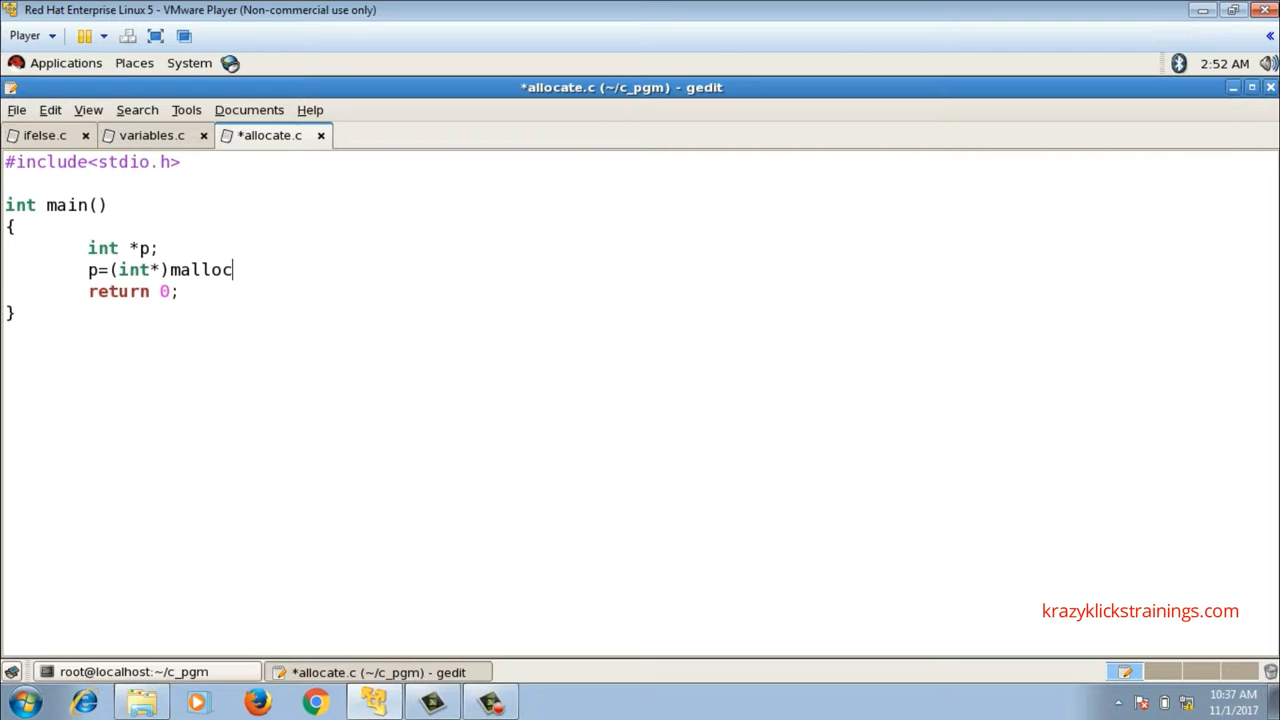 Red Hat Enterprise Linux 5 - VMware Player (Non-commercial use only)
Player
Applications Places System 2:52 AM
*allocate.c (~/c_pgm) - gedit
File Edit View Search Tools Documents Help
ifelse.c variables.c *allocate.c
#include<stdio.h>
int main()
{
int *p;
p=(int*)malloc
return 0;
}
krazyklickstrainings.com
root@localhost:~/c_pgm *allocate.c (~/c_pgm) - gedit
10:37 AM
11/1/2017